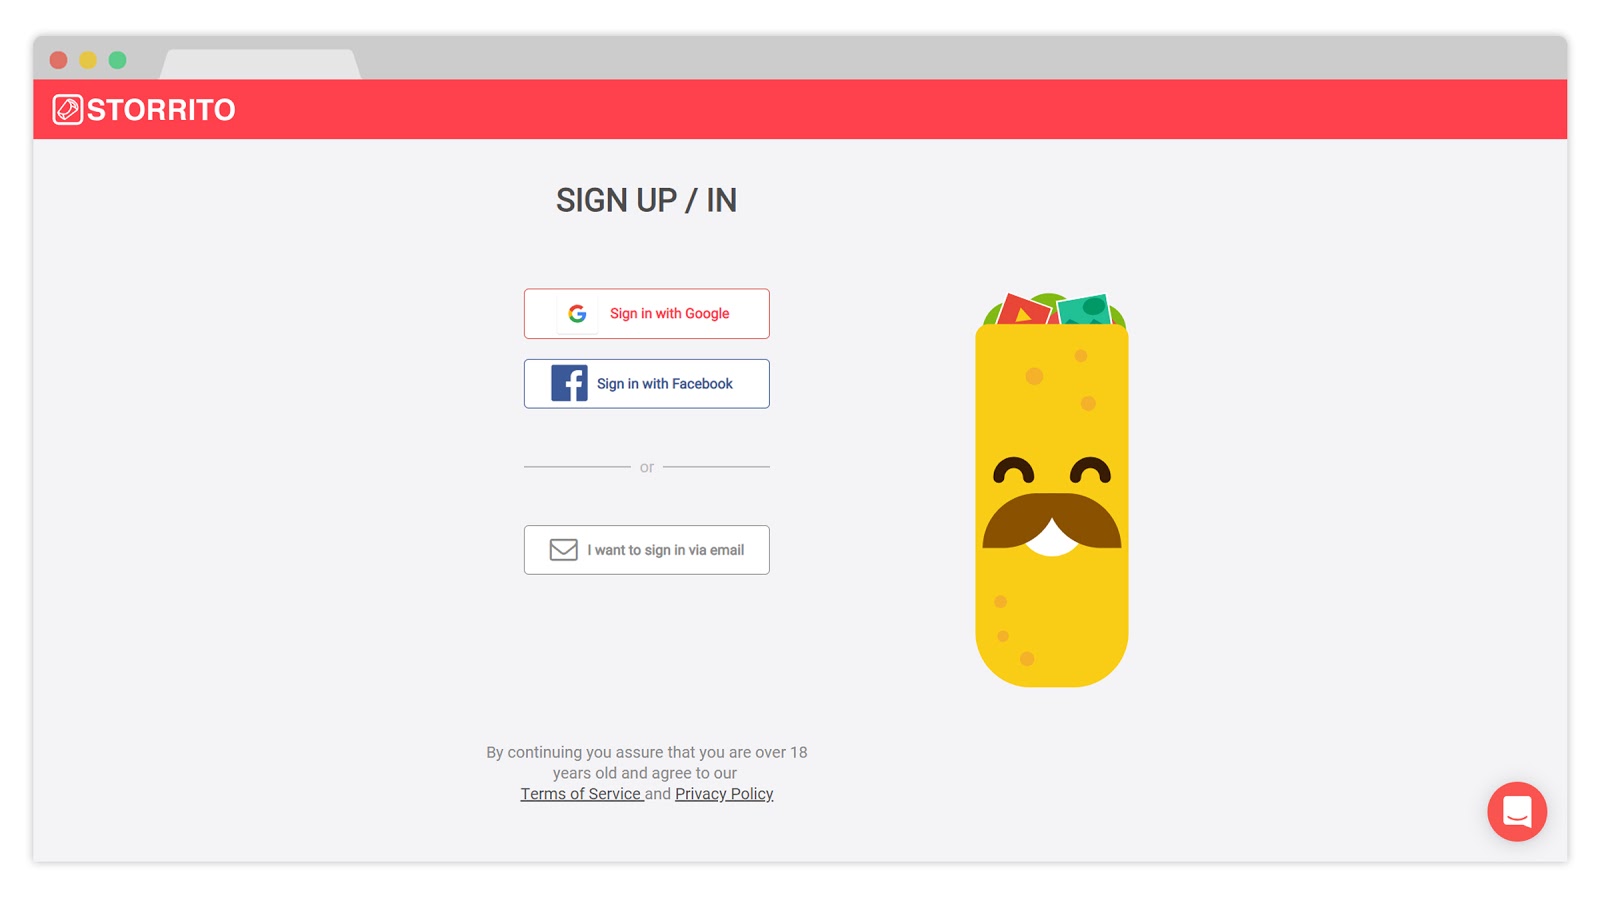 STORRITO
SIGN UP / IN
Sign in with Google
Sign in with Facebook
or
I want to sign in via email
By continuing you assure that you are over 18
years old and agree to our
Terms of Service and Privacy Policy